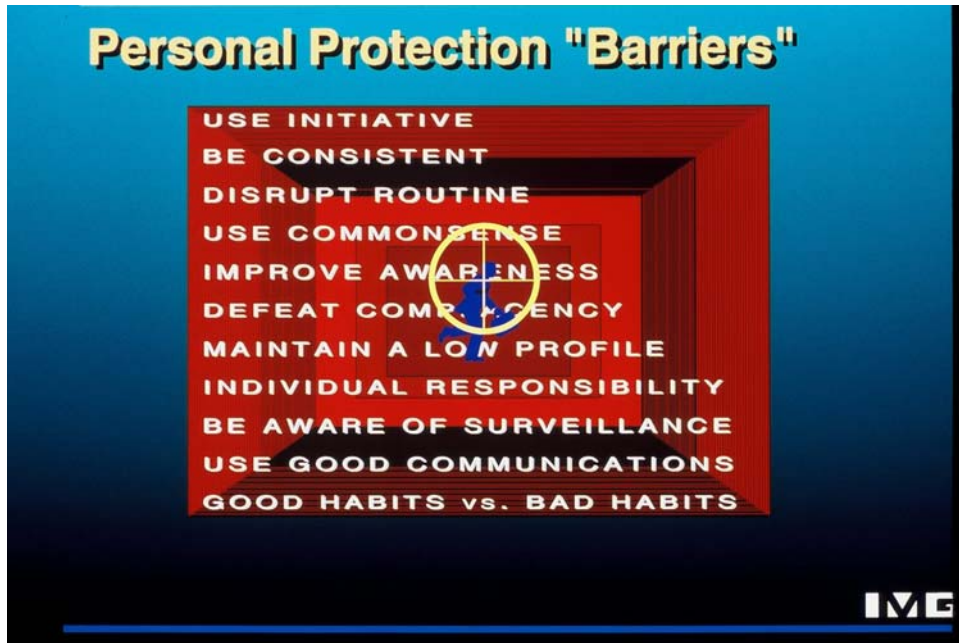 Personal Protection "Barriers"
USE INITIATIVE
BE CONSISTENT
DISRUPT ROUTINE
USE COMMONSENSE
IMPROVE AWARENESS
DEFEAT COMPLACENCY
MAINTAIN A LOW PROFILE
INDIVIDUAL RESPONSIBILITY
BE AWARE OF SURVEILLANCE
USE GOOD COMMUNICATIONS
GOOD HABITS vs. BAD HABITS
IMG